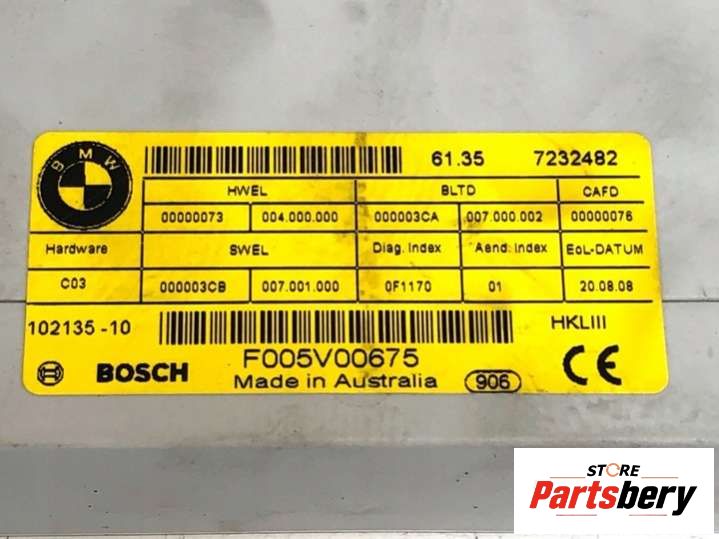 BMW
61.35 7232482
HWEL BLTD CAFD
00000073 004.000.000 000003CA 007.000.002 00000076
Hardware SWEL Diag. Index Aend. Index EoL-DATUM
C03 000003CB 007.001.000 0F1170 01 20.08.08
102135-10 HKLIII
F005V00675
BOSCH Made in Australia 906 CE
STORE
Partsbery